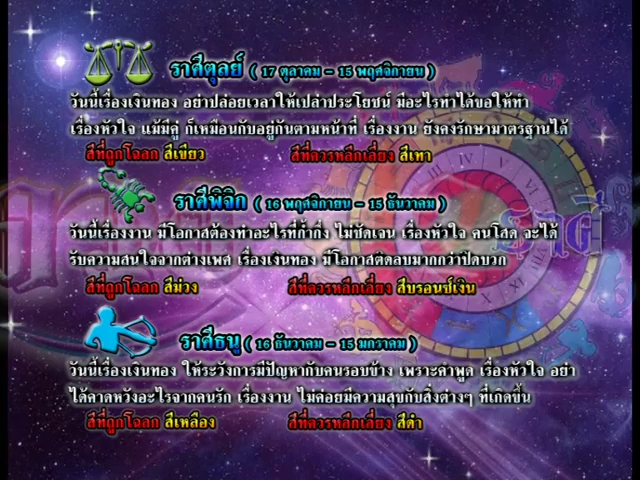 ราศีตุลย์ ( 17 ตุลาคม - 15 พฤศจิกายน )
วันนี้เรื่องเงินทอง อย่าปล่อยเวลาให้เปล่าประโยชน์ มีอะไรทำได้ขอให้ทำ
เรื่องหัวใจ แม้มีคู่ ก็เหมือนกับอยู่กันตามหน้าที่ เรื่องงาน ยังคงรักษามาตรฐานได้
สีที่ถูกโฉลก สีเขียว สีที่ควรหลีกเลี่ยง สีเทา
ราศีพิจิก ( 16 พฤศจิกายน - 15 ธันวาคม )
วันนี้เรื่องงาน มีโอกาสต้องทำอะไรที่ก้ำกึ่ง ไม่ชัดเจน เรื่องหัวใจ คนโสด จะได้
รับความสนใจจากต่างเพศ เรื่องเงินทอง มีโอกาสติดลบมากกว่าปิดบวก
สีที่ถูกโฉลก สีม่วง สีที่ควรหลีกเลี่ยง สีบรอนซ์เงิน
ราศีธนู ( 16 ธันวาคม - 15 มกราคม )
วันนี้เรื่องเงินทอง ให้ระวังการมีปัญหากับคนรอบข้าง เพราะคำพูด เรื่องหัวใจ อย่า
ได้คาดหวังอะไรจากคนรัก เรื่องงาน ไม่ค่อยมีความสุขกับสิ่งต่างๆ ที่เกิดขึ้น
สีที่ถูกโฉลก สีเหลือง สีที่ควรหลีกเลี่ยง สีดำ